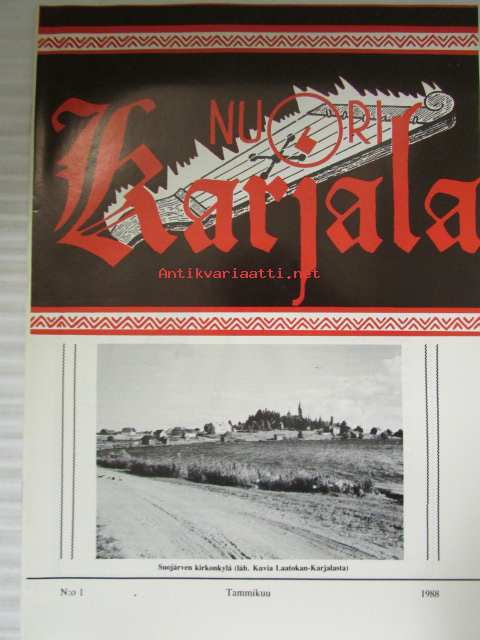 NUORI
Karjala
Antikvariaatti.net
Suojärven kirkonkylä (läh. Kuvia Laatokan-Karjalasta)
N:o 1 Tammikuu 1988